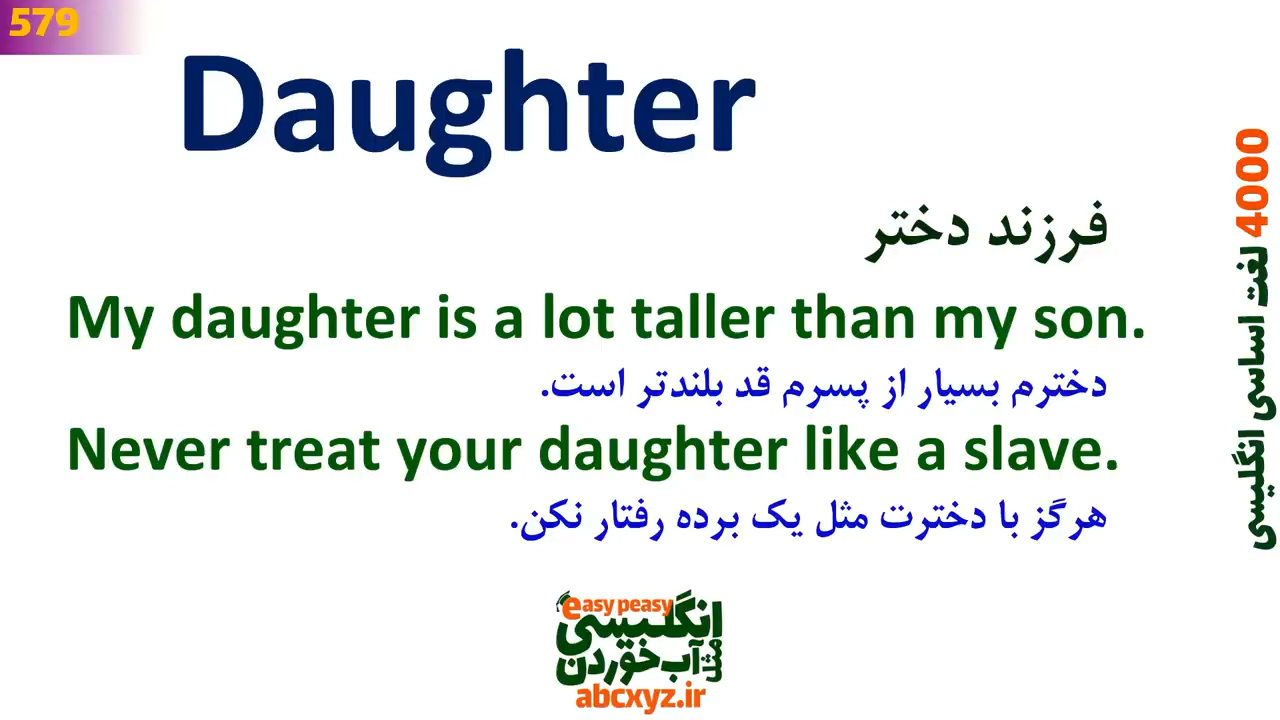 579
Daughter
فرزند دختر
My daughter is a lot taller than my son.
دخترم بسیار از پسرم قد بلندتر است.
Never treat your daughter like a slave.
هرگز با دخترت مثل یک برده رفتار نکن.
4000 لغت اساسی انگلیسی
easy peasy
انگلیسی
مثل آب خوردن
abcxyz.ir